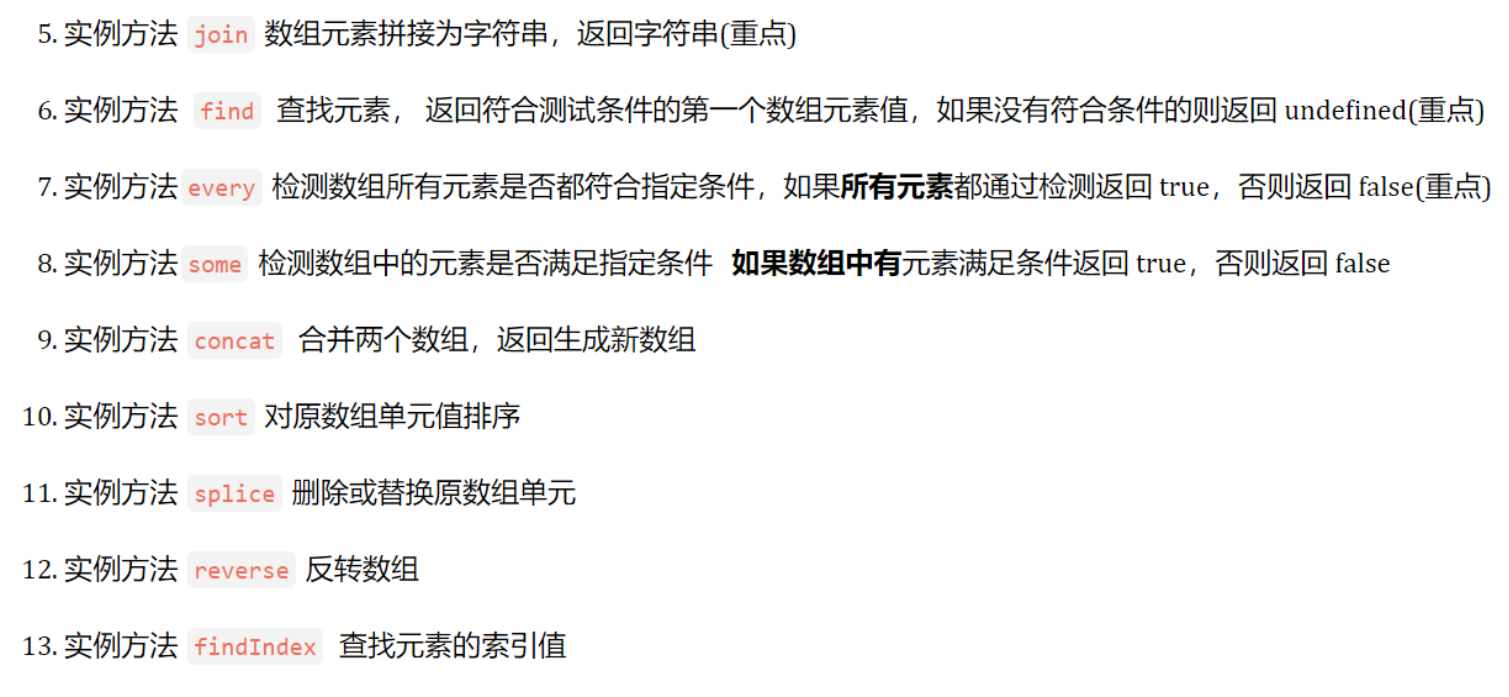 5. 实例方法 join 数组元素拼接为字符串，返回字符串(重点)
6. 实例方法 find 查找元素， 返回符合测试条件的第一个数组元素值，如果没有符合条件的则返回 undefined(重点)
7. 实例方法 every 检测数组所有元素是否都符合指定条件，如果所有元素都通过检测返回 true，否则返回 false(重点)
8. 实例方法 some 检测数组中的元素是否满足指定条件 如果数组中有元素满足条件返回 true，否则返回 false
9. 实例方法 concat 合并两个数组，返回生成新数组
10. 实例方法 sort 对原数组单元值排序
11. 实例方法 splice 删除或替换原数组单元
12. 实例方法 reverse 反转数组
13. 实例方法 findIndex 查找元素的索引值